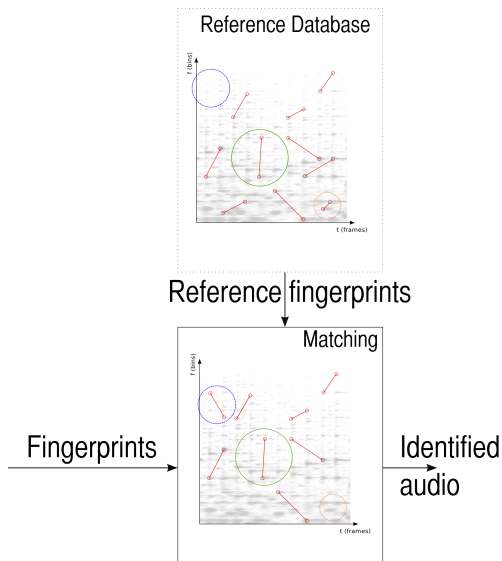 Reference Database
f (bins)
t (frames)
Reference fingerprints
Matching
f (bins)
Fingerprints
Identified
audio
t (frames)